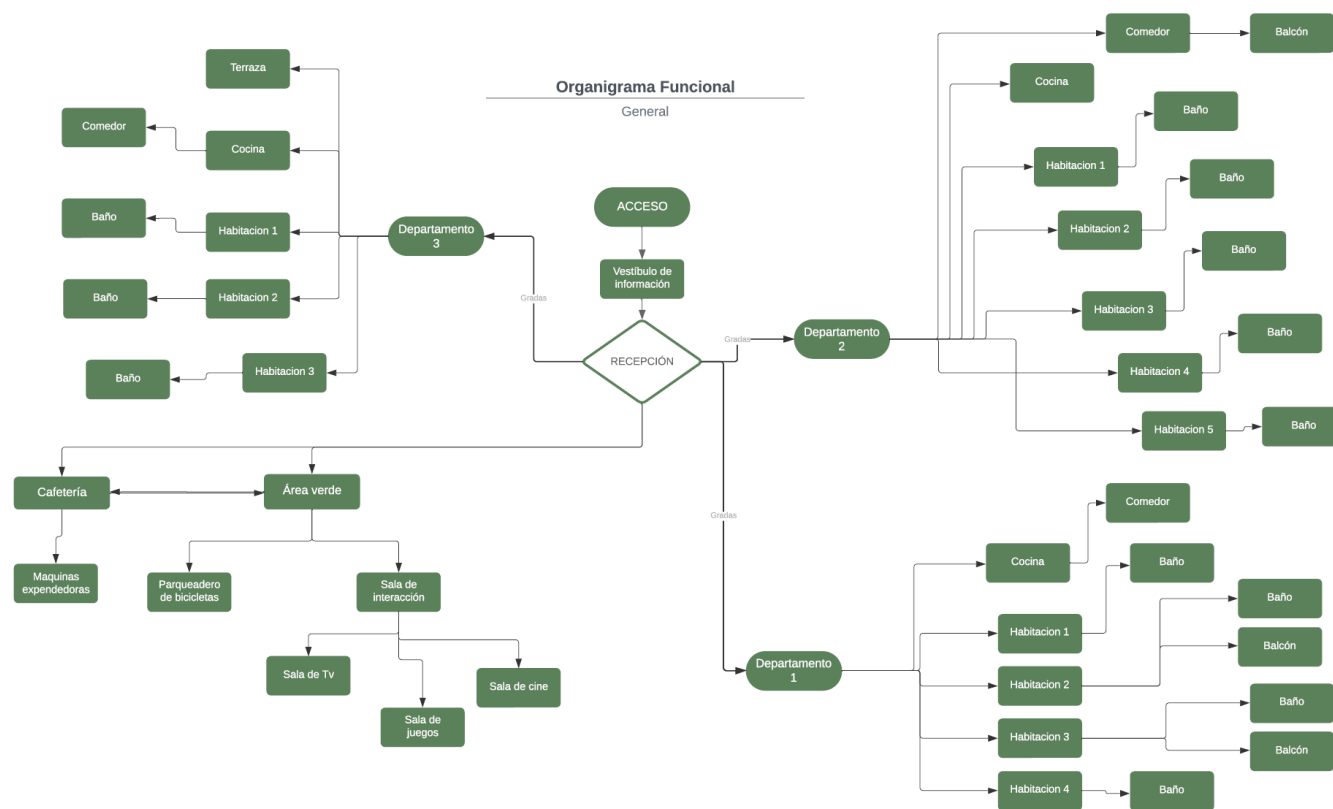 Organigrama Funcional
General
ACCESO
Vestíbulo de
información
RECEPCIÓN
Gradas
Departamento
3
Terraza
Cocina
Comedor
Habitacion 1
Baño
Habitacion 2
Baño
Habitacion 3
Baño
Gradas
Departamento
2
Comedor
Balcón
Cocina
Habitacion 1
Baño
Habitacion 2
Baño
Habitacion 3
Baño
Habitacion 4
Baño
Habitacion 5
Baño
Gradas
Departamento
1
Cocina
Comedor
Habitacion 1
Baño
Habitacion 2
Baño
Balcón
Habitacion 3
Baño
Balcón
Habitacion 4
Baño
Cafetería
Área verde
Maquinas
expendedoras
Parqueadero
de bicicletas
Sala de
interacción
Sala de Tv
Sala de
juegos
Sala de cine